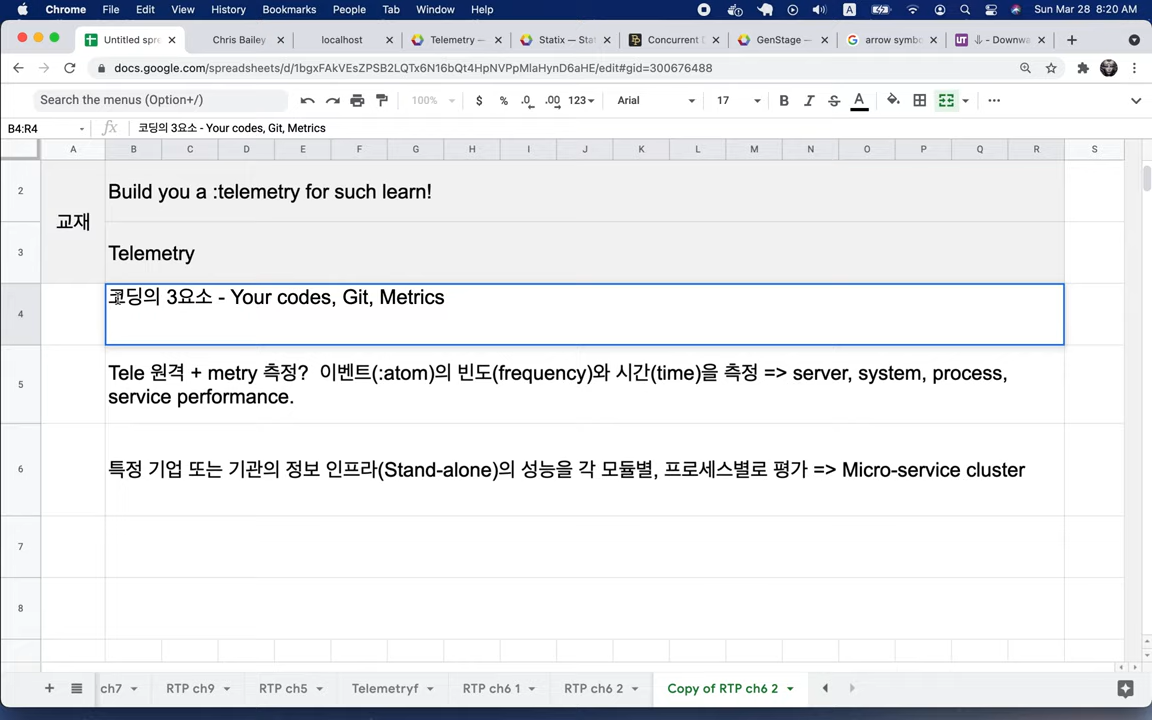 Chrome File Edit View History Bookmarks People Tab Window Help Sun Mar 28 8:20 AM
Untitled spre Chris Bailey localhost Telemetry — Statix — Stat Concurrent D GenStage — arrow symbo ↓ - Downwa
docs.google.com/spreadsheets/d/1bgxFAkVEsZPSB2LQTx6N16bQt4HpNVPpMlaHynD6aHE/edit#gid=300676488
Search the menus (Option+/) 100% $ % .0 .00 123 Arial 17 B I S A
B4:R4 fx 코딩의 3요소 - Your codes, Git, Metrics
A B C D E F G H I J K L M N O P Q R S
2 Build you a :telemetry for such learn!
교재
3 Telemetry
4 코딩의 3요소 - Your codes, Git, Metrics
5 Tele 원격 + metry 측정? 이벤트(:atom)의 빈도(frequency)와 시간(time)을 측정 => server, system, process,
service performance.
6 특정 기업 또는 기관의 정보 인프라(Stand-alone)의 성능을 각 모듈별, 프로세스별로 평가 => Micro-service cluster
7
8
ch7 RTP ch9 RTP ch5 Telemetryf RTP ch6 1 RTP ch6 2 Copy of RTP ch6 2